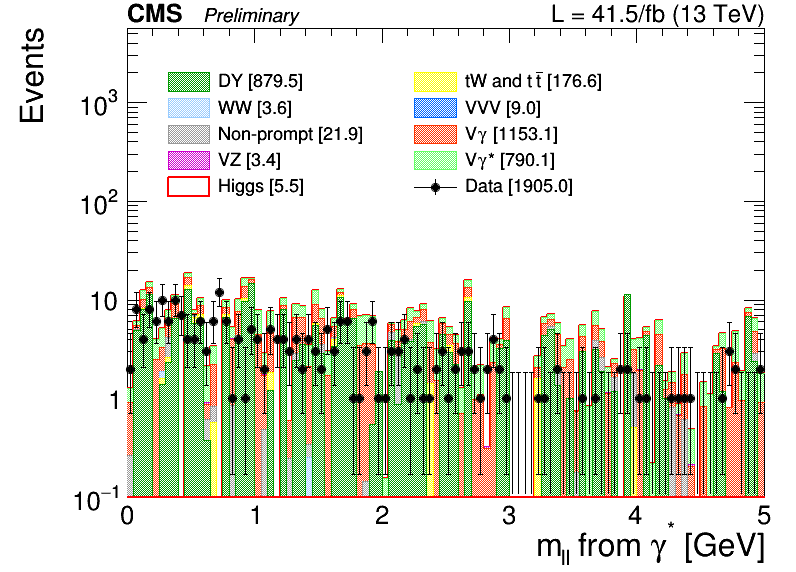 CMS Preliminary L = 41.5/fb (13 TeV)
Events
DY [879.5]
WW [3.6]
Non-prompt [21.9]
VZ [3.4]
Higgs [5.5]
tW and t t̄ [176.6]
VVV [9.0]
Vγ [1153.1]
Vγ* [790.1]
Data [1905.0]
10³
10²
10
1
10⁻¹
0 1 2 3 4 5
m_ll from γ* [GeV]